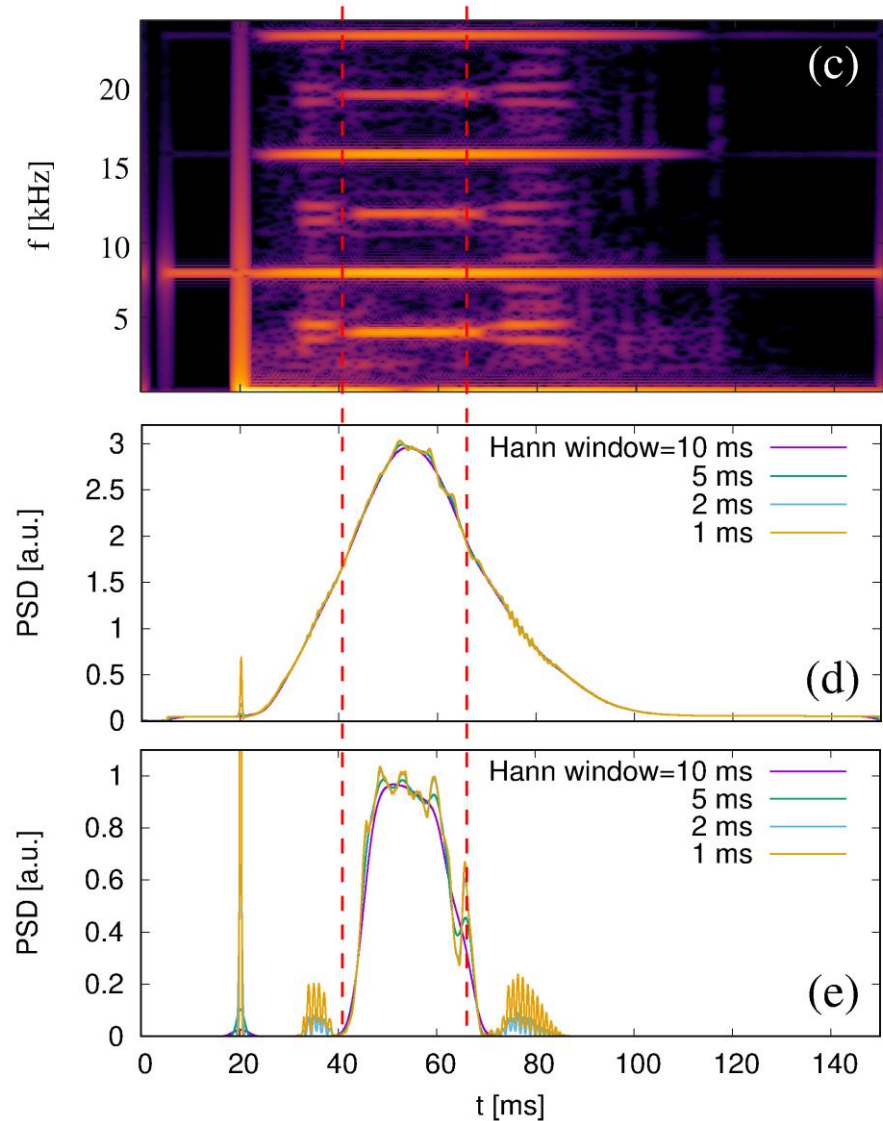 (c)
20
15
10
5
f [kHz]
3
2.5
2
1.5
1
0.5
0
PSD [a.u.]
Hann window=10 ms
5 ms
2 ms
1 ms
(d)
1
0.8
0.6
0.4
0.2
0
PSD [a.u.]
Hann window=10 ms
5 ms
2 ms
1 ms
(e)
0 20 40 60 80 100 120 140
t [ms]